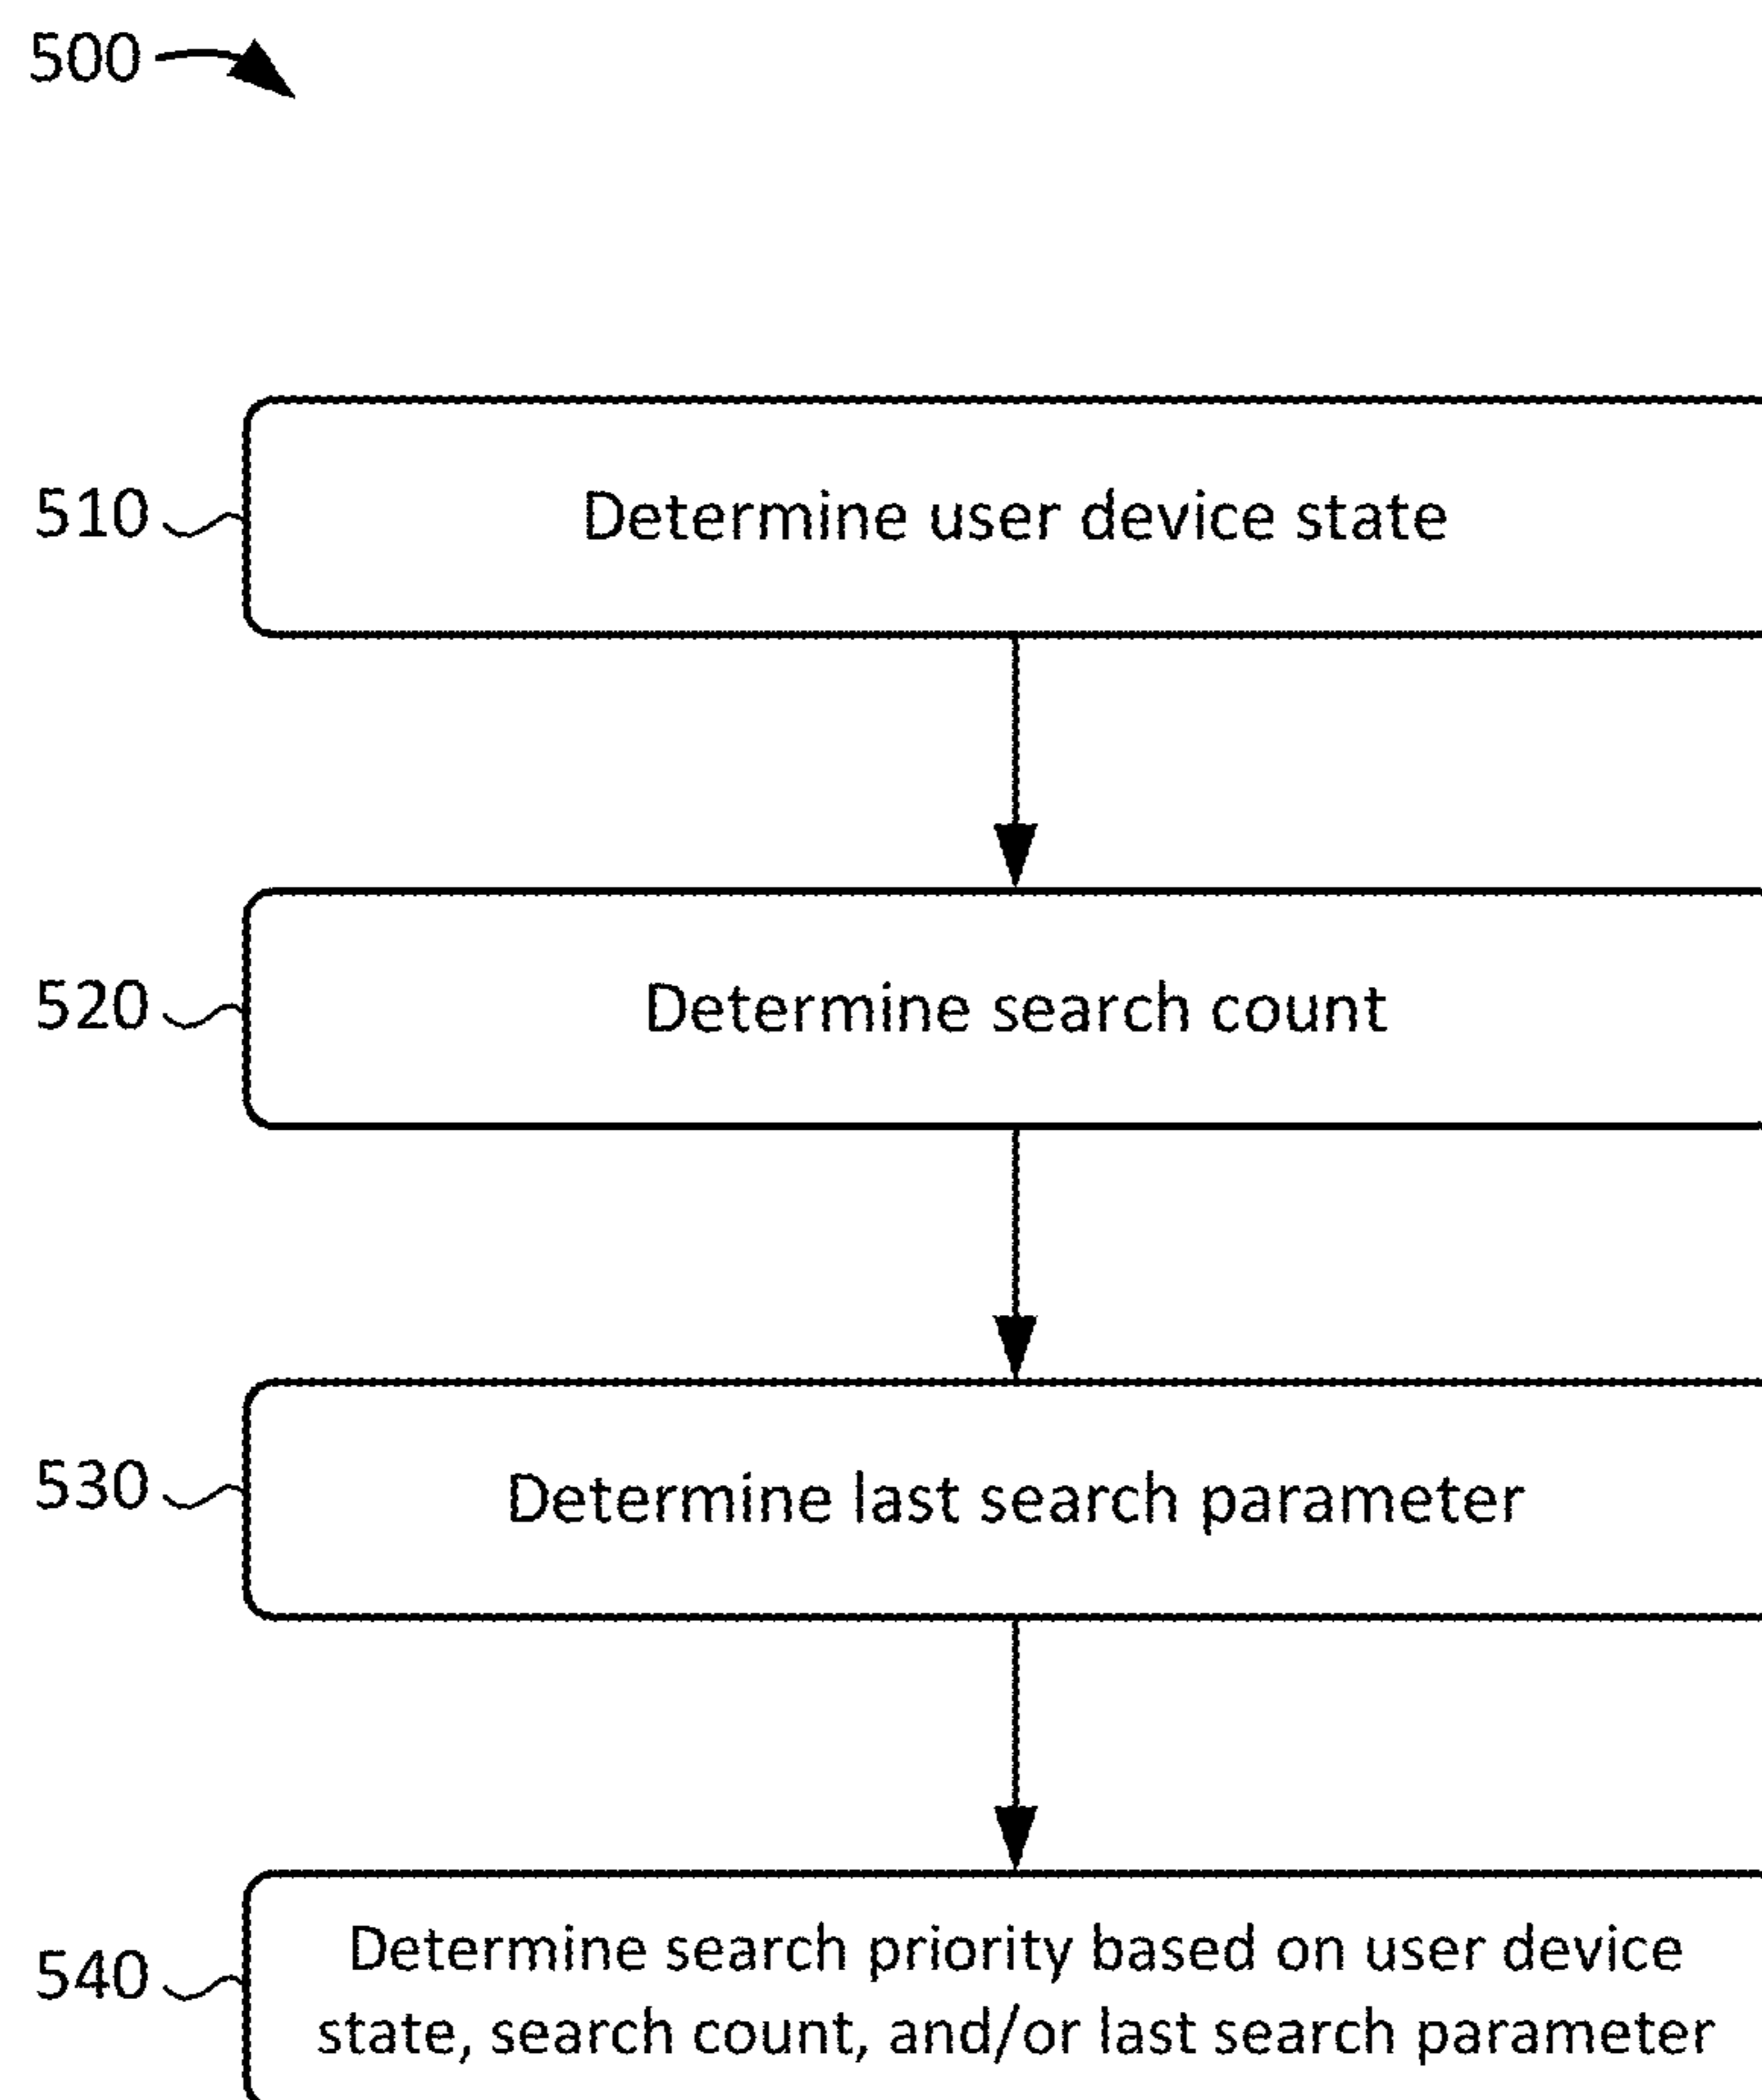 500
510
Determine user device state
520
Determine search count
530
Determine last search parameter
540
Determine search priority based on user device
state, search count, and/or last search parameter